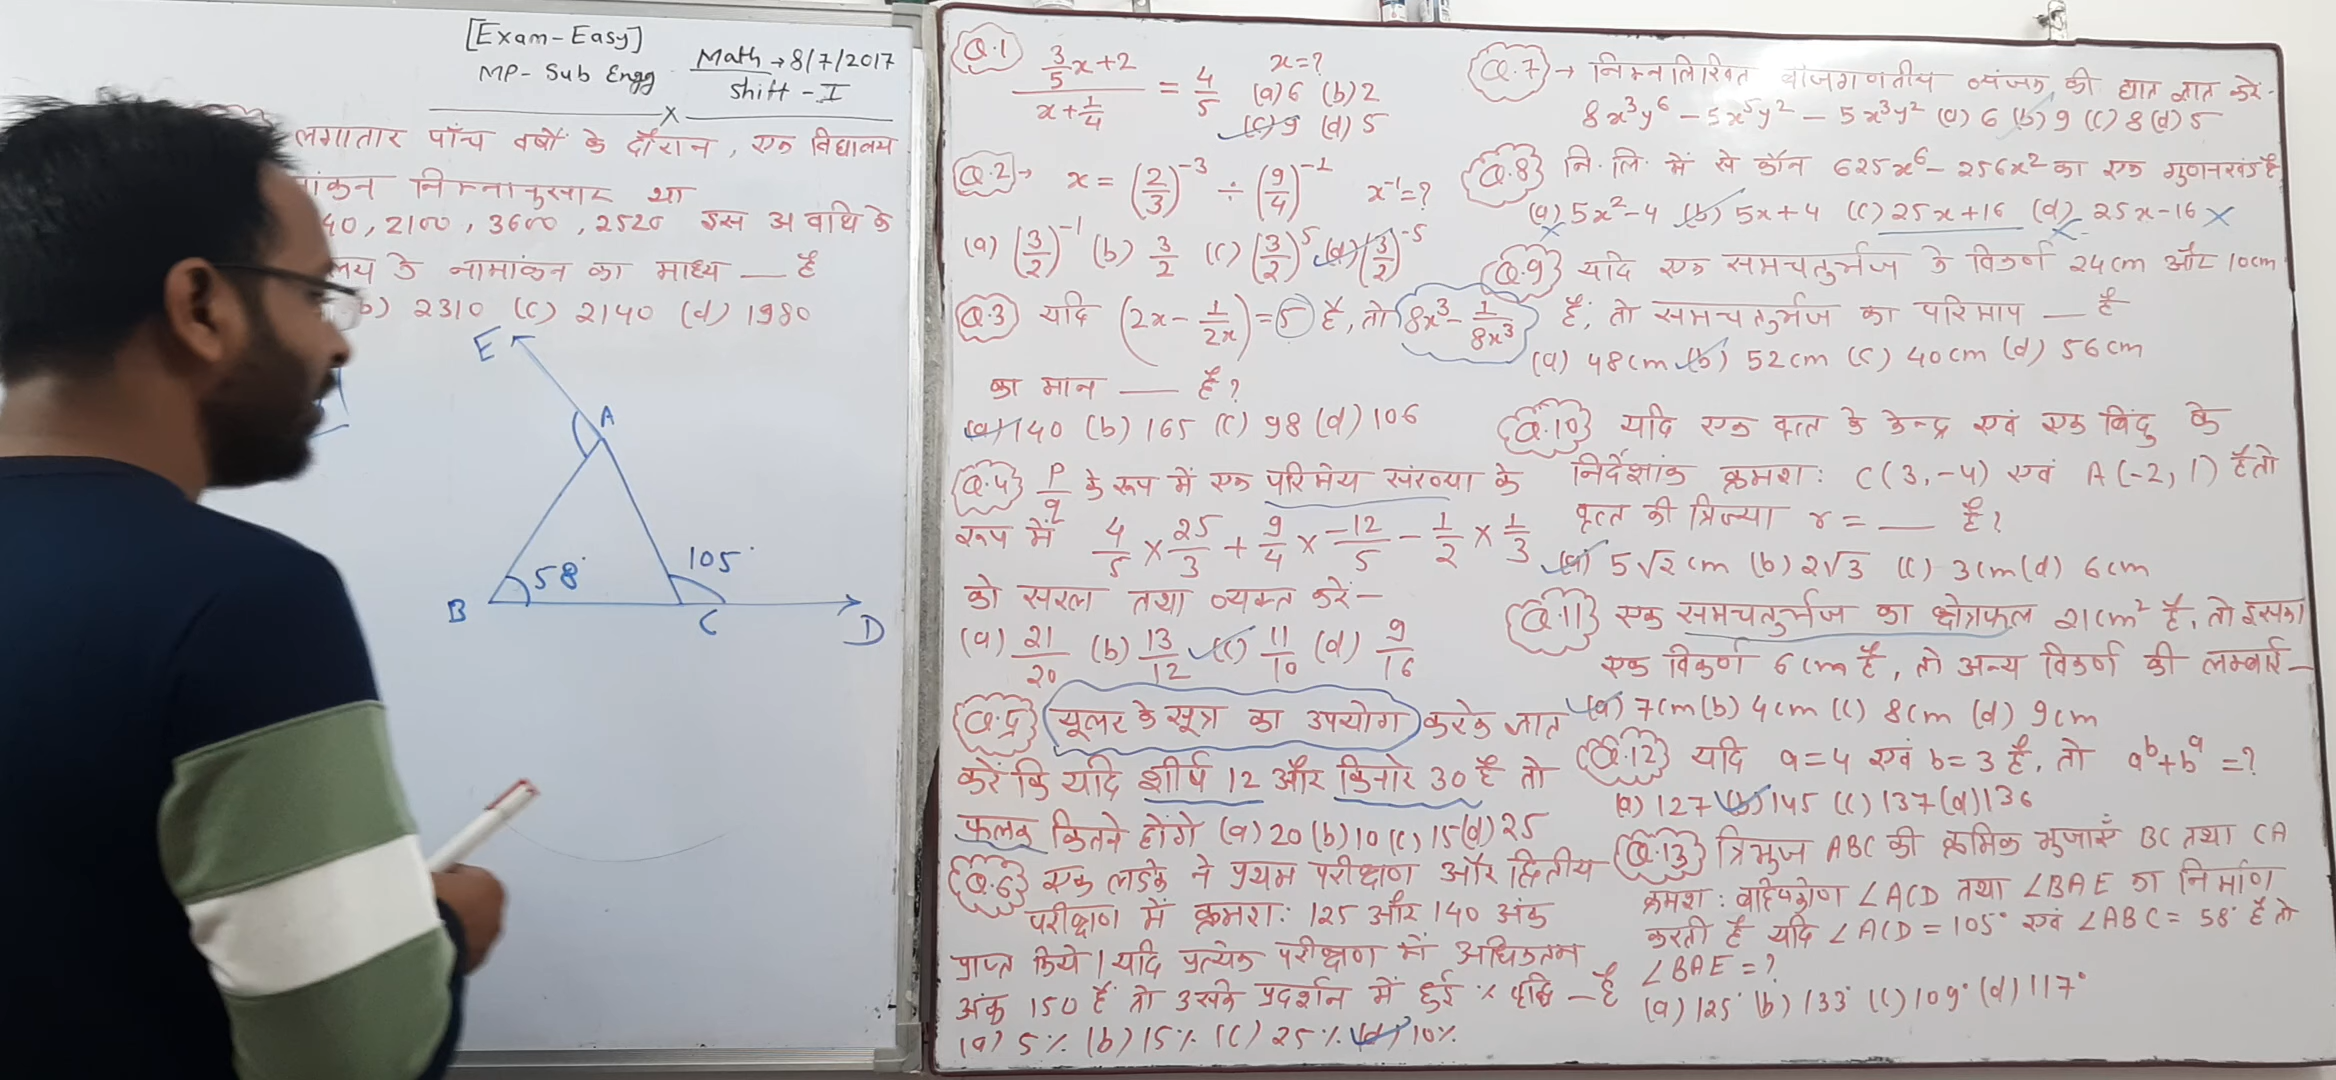 [Exam-Easy]
MP- Sub Engg
Math → 8/7/2017
shift - I
लगातार पाँच वर्षो के दौरान, एक विद्यालय
निम्नानुसार था
40, 2100, 3600, 2520 इस अवधि के
के नामांकन का माध्य — है
b) 2310 (c) 2140 (d) 1980
E
A
105°
58°
B
C
D
Q.1 (3/5 x+2)/(x+1/4) = 4/5 x=?
(a) 6 (b) 2
(c) 9 (d) 5
Q.2 → x = (2/3)^-3 ÷ (9/4)^-1 x^-1=?
(a) (3/2)^-1 (b) 3/2 (c) (3/2)^5 (d) (3/2)^-5
Q.3 यदि (2x - 1/2x) = 5 है, तो 8x³ - 1/8x³
का मान — है?
(a) 140 (b) 165 (c) 98 (d) 106
Q.4 P/q के रूप में एक परिमेय संख्या के
रूप में 4/5 × 25/3 + 9/4 × -12/5 - 1/2 × 1/3
को सरल तथा व्यक्त करें-
(a) 21/20 (b) 13/12 (c) 11/10 (d) 9/16
Q.5 यूलर के सूत्र का उपयोग करके ज्ञात
करें कि यदि शीर्ष 12 और किनारे 30 है तो
फलक कितने होंगे (a) 20 (b) 10 (c) 15 (d) 25
Q.6 एक लडके ने प्रथम परीक्षण और द्वितीय
परीक्षण में क्रमश: 125 और 140 अंक
प्राप्त किये। यदि प्रत्येक परीक्षण में अधिकतम
अंक 150 है तो उसके प्रदर्शन में हुई % वृद्धि — है
(a) 5% (b) 15% (c) 25% (d) 10%
Q.7 → निम्नलिखित बीजगणतीय व्यंजक की घात ज्ञात करे-
8x³y⁶ - 5x⁵y² - 5x³y² (a) 6 (b) 9 (c) 8 (d) 5
Q.8 नि.लि. में से कौन 625x⁶ - 256x² का एक गुणनखंड है
(a) 5x²-4 (b) 5x+4 (c) 25x+16 (d) 25x-16
Q.9 यदि एक समचतुर्भुज के विकर्ण 24cm और 10cm
है, तो समचतुर्भुज का परिमाप — है
(a) 48cm (b) 52cm (c) 40cm (d) 56cm
Q.10 यदि एक वृत्त के केन्द्र एवं एक बिंदु के
निर्देशांक क्रमश: C(3,-4) एवं A(-2,1) है तो
वृत्त की त्रिज्या r = — है?
(a) 5√2 cm (b) 2√3 (c) 3cm (d) 6cm
Q.11 एक समचतुर्भुज का क्षेत्रफल 21cm² है, तो इसका
एक विकर्ण 6cm है, तो अन्य विकर्ण की लम्बाई-
(a) 7cm (b) 4cm (c) 8cm (d) 9cm
Q.12 यदि a=4 एवं b=3 है, तो a^b + b^a = ?
(a) 127 (b) 145 (c) 137 (d) 136
Q.13 त्रिभुज ABC की क्रमिक भुजाएँ BC तथा CA
क्रमश: ∠ACD तथा ∠BAE का निर्माण
करती है यदि ∠ACD = 105° एवं ∠ABC = 58° है तो
∠BAE = ?
(a) 125° (b) 133° (c) 109° (d) 117°